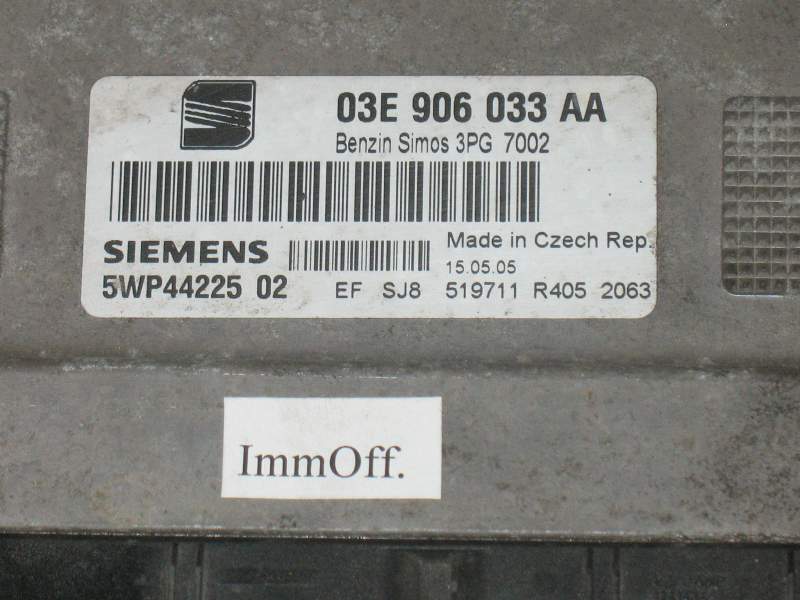 03E 906 033 AA
Benzin Simos 3PG 7002
SIEMENS
Made in Czech Rep.
15.05.05
5WP44225 02
EF SJ8 519711 R405 2063
ImmOff.